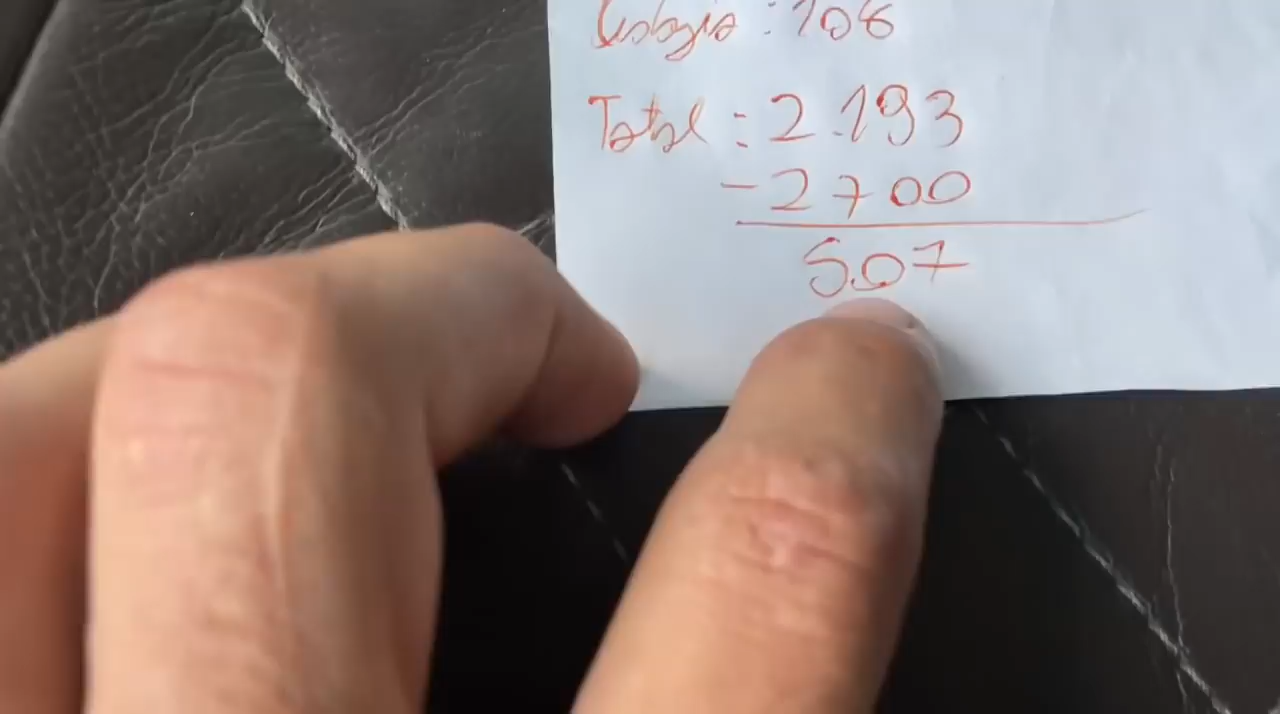 : 108
Total : 2.193
- 2700
507